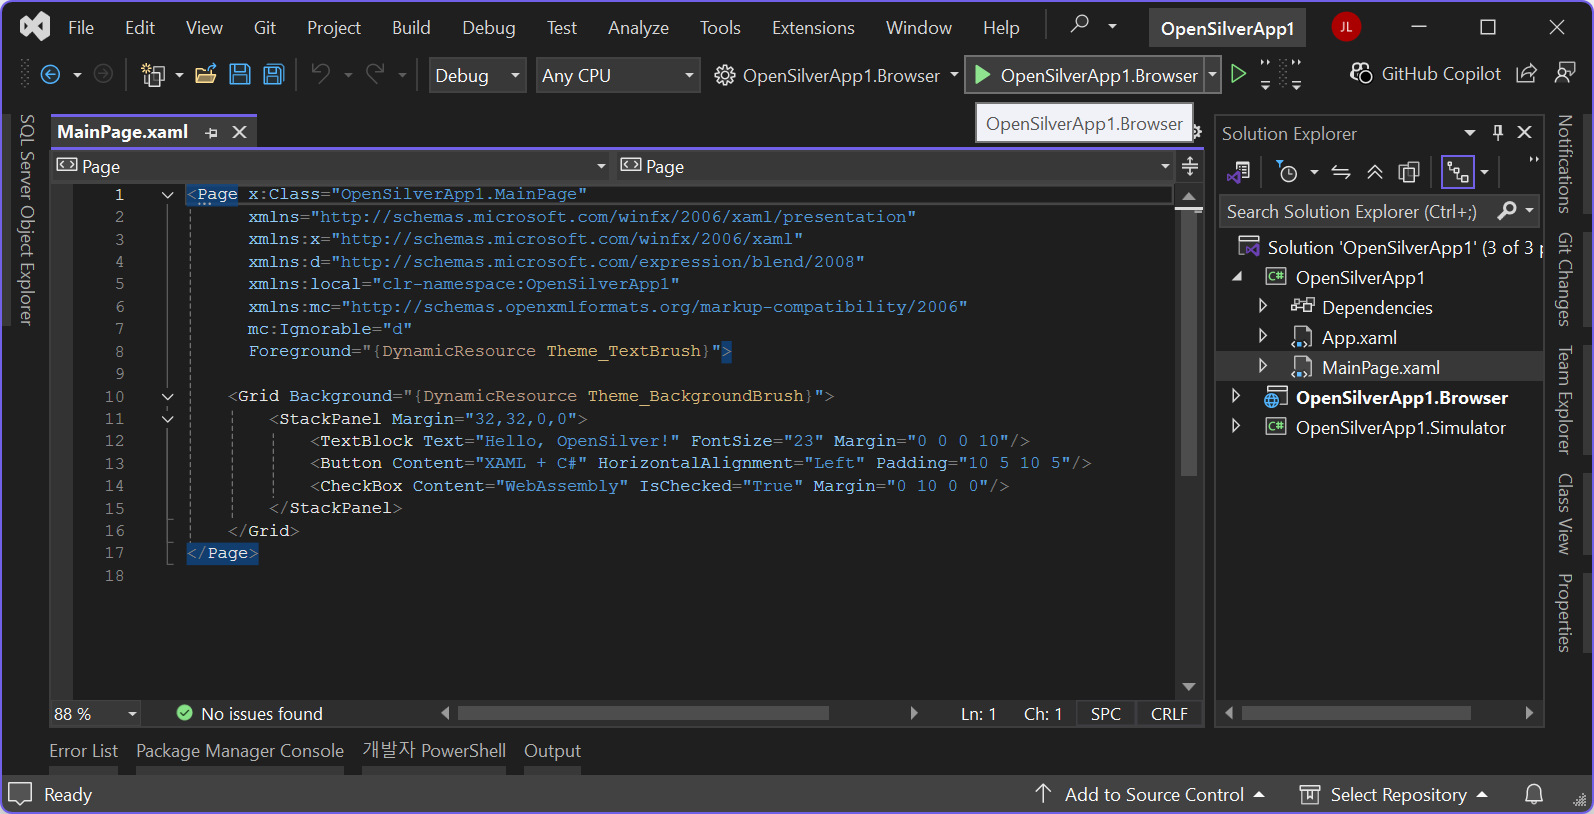 File Edit View Git Project Build Debug Test Analyze Tools Extensions Window Help OpenSilverApp1 JL
Debug Any CPU OpenSilverApp1.Browser OpenSilverApp1.Browser GitHub Copilot
OpenSilverApp1.Browser
SQL Server Object Explorer
MainPage.xaml
Page Page
1 <Page x:Class="OpenSilverApp1.MainPage"
2 xmlns="http://schemas.microsoft.com/winfx/2006/xaml/presentation"
3 xmlns:x="http://schemas.microsoft.com/winfx/2006/xaml"
4 xmlns:d="http://schemas.microsoft.com/expression/blend/2008"
5 xmlns:local="clr-namespace:OpenSilverApp1"
6 xmlns:mc="http://schemas.openxmlformats.org/markup-compatibility/2006"
7 mc:Ignorable="d"
8 Foreground="{DynamicResource Theme_TextBrush}">
9
10 <Grid Background="{DynamicResource Theme_BackgroundBrush}">
11 <StackPanel Margin="32,32,0,0">
12 <TextBlock Text="Hello, OpenSilver!" FontSize="23" Margin="0 0 0 10"/>
13 <Button Content="XAML + C#" HorizontalAlignment="Left" Padding="10 5 10 5"/>
14 <CheckBox Content="WebAssembly" IsChecked="True" Margin="0 10 0 0"/>
15 </StackPanel>
16 </Grid>
17 </Page>
18
88 % No issues found Ln: 1 Ch: 1 SPC CRLF
Solution Explorer
Search Solution Explorer (Ctrl+;)
Solution 'OpenSilverApp1' (3 of 3 p
C# OpenSilverApp1
Dependencies
App.xaml
MainPage.xaml
OpenSilverApp1.Browser
C# OpenSilverApp1.Simulator
Notifications
Git Changes
Team Explorer
Class View
Properties
Error List Package Manager Console 개발자 PowerShell Output
Ready Add to Source Control Select Repository